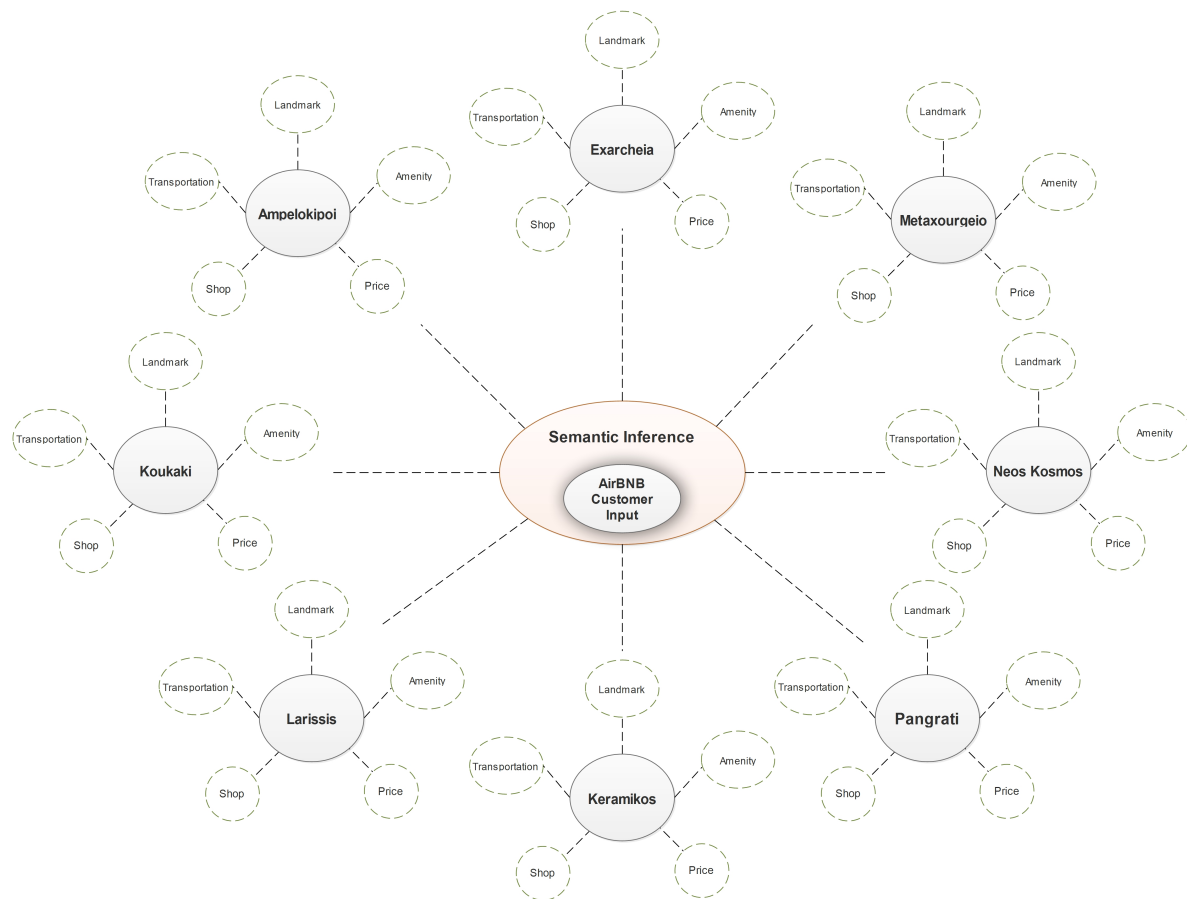 Landmark
Transportation
Amenity
Exarcheia
Shop
Price
Landmark
Transportation
Amenity
Ampelokipoi
Shop
Price
Landmark
Transportation
Amenity
Metaxourgeio
Shop
Price
Landmark
Transportation
Amenity
Koukaki
Shop
Price
Semantic Inference
AirBNB
Customer
Input
Landmark
Transportation
Amenity
Neos Kosmos
Shop
Price
Landmark
Transportation
Amenity
Larissis
Shop
Price
Landmark
Transportation
Amenity
Keramikos
Shop
Price
Landmark
Transportation
Amenity
Pangrati
Shop
Price